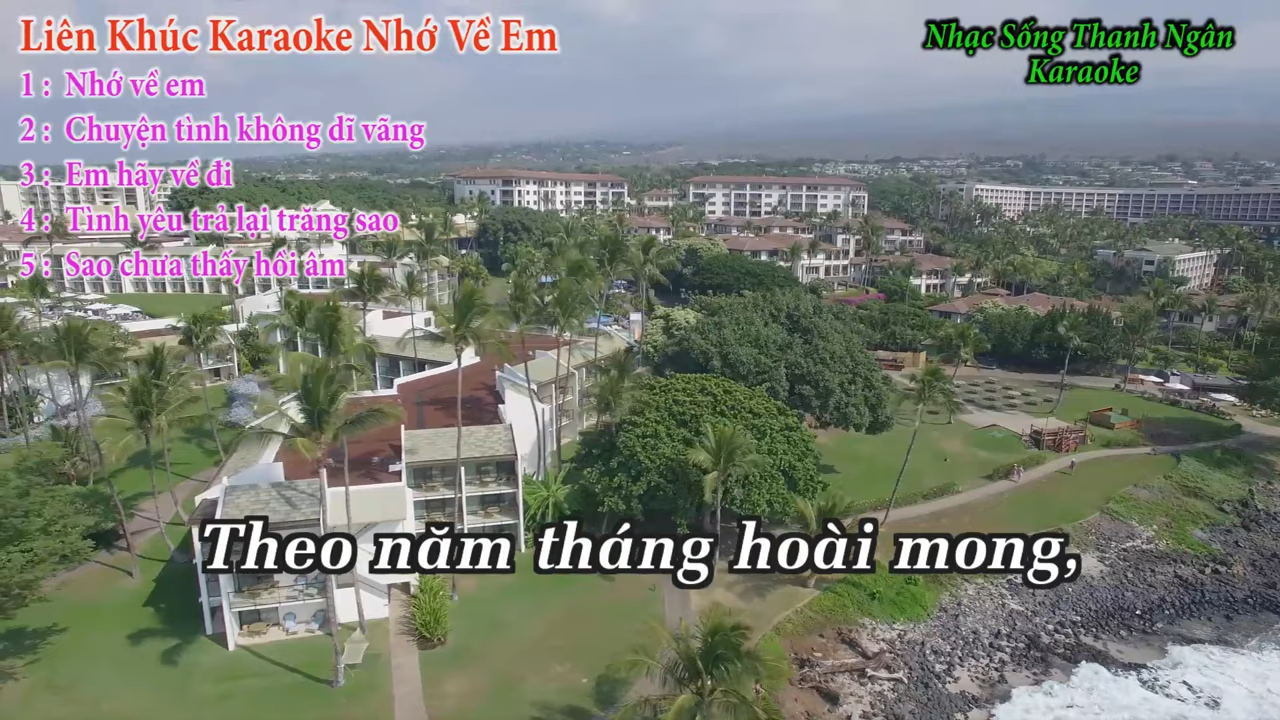 Liên Khúc Karaoke Nhớ Về Em
1 : Nhớ về em
2 : Chuyện tình không dĩ vãng
3 : Em hãy về đi
4 : Tình yêu trả lại trăng sao
5 : Sao chưa thấy hồi âm
Nhạc Sống Thanh Ngân
Karaoke
Theo năm tháng hoài mong,